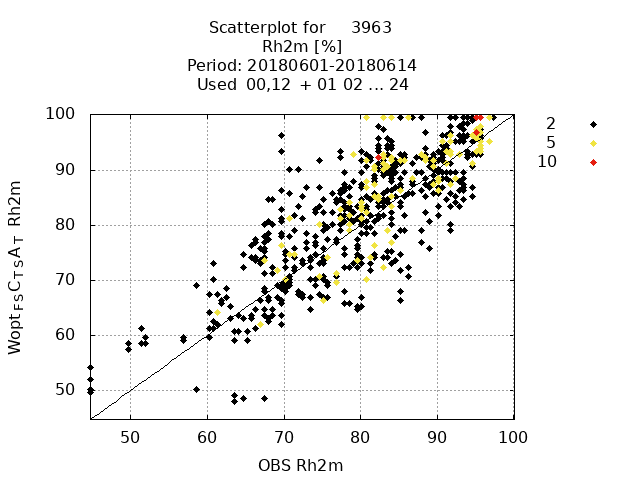 Scatterplot for 3963
Rh2m [%]
Period: 20180601-20180614
Used 00,12 + 01 02 ... 24
100
90
80
70
60
50
50 60 70 80 90 100
OBS Rh2m
Wopt FS C T S A T Rh2m
2
5
10